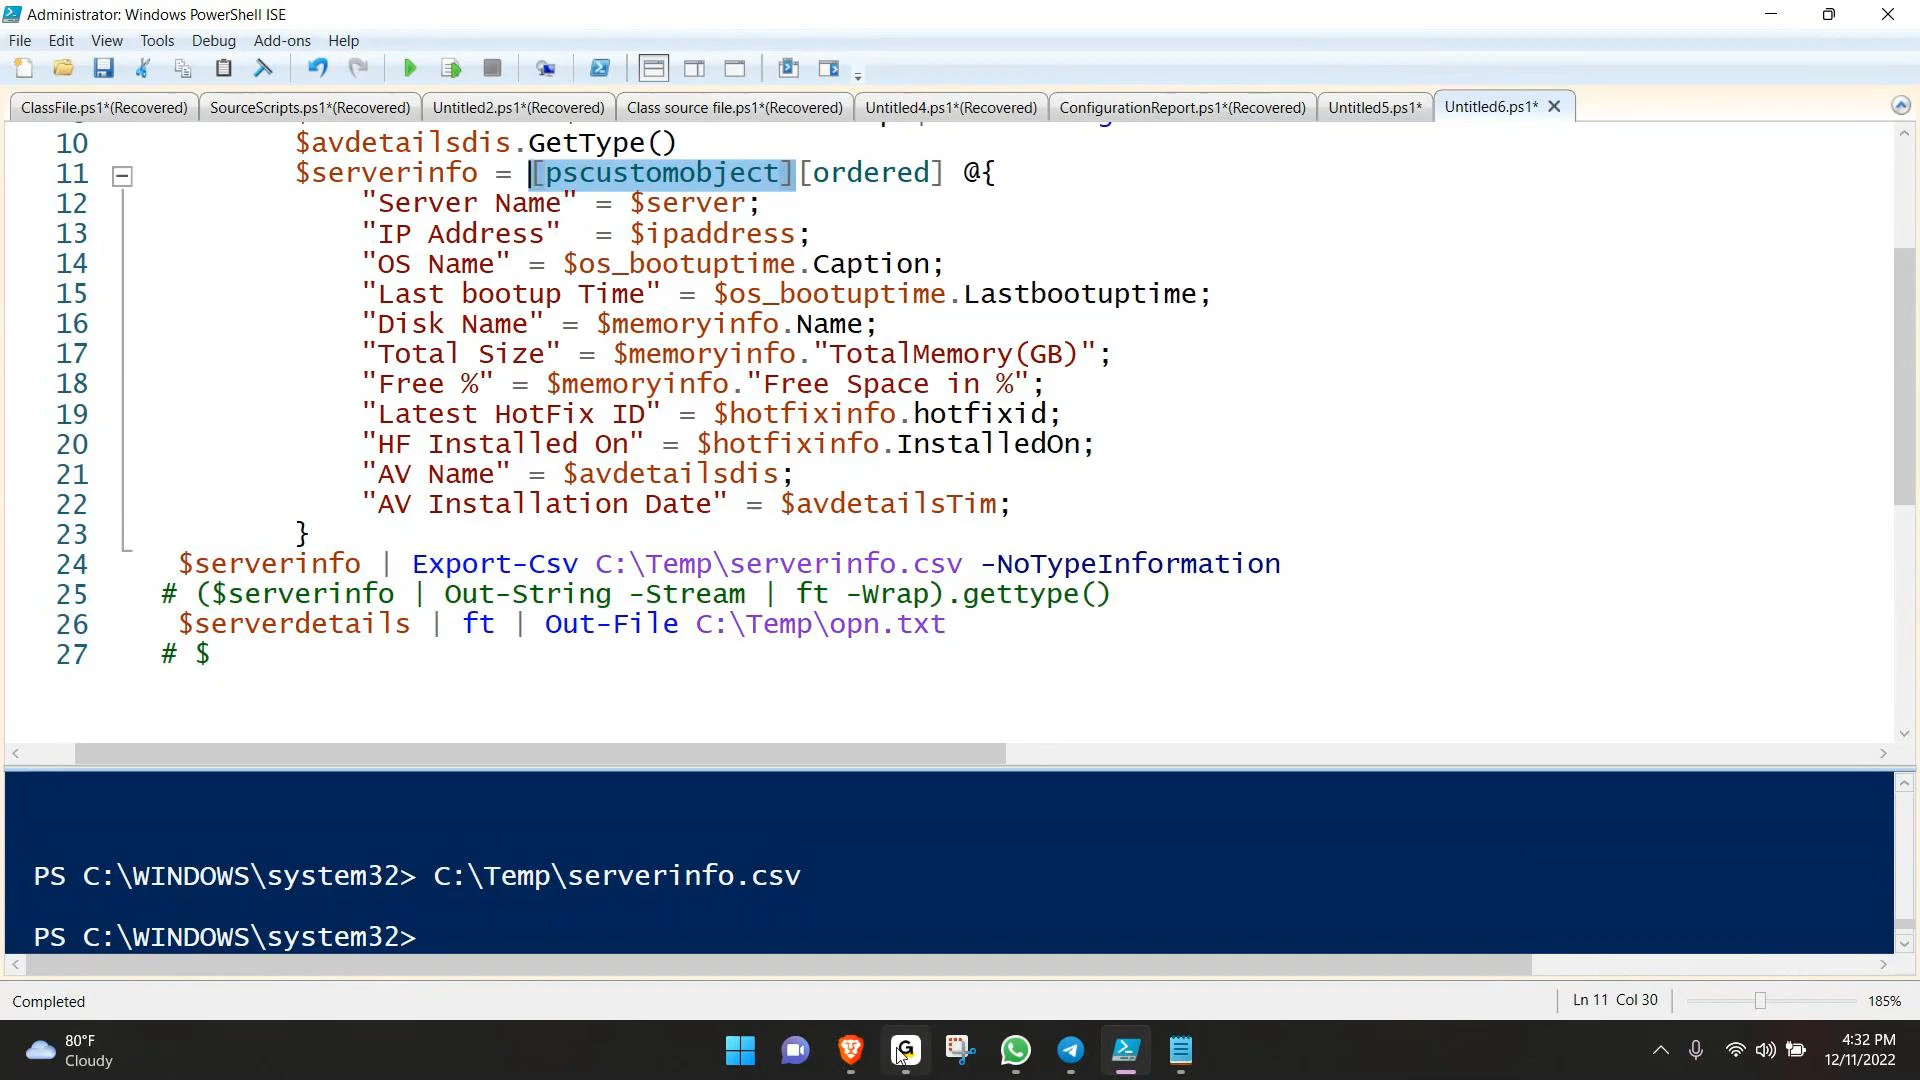 Administrator: Windows PowerShell ISE
File Edit View Tools Debug Add-ons Help
ClassFile.ps1*(Recovered) SourceScripts.ps1*(Recovered) Untitled2.ps1*(Recovered) Class source file.ps1*(Recovered) Untitled4.ps1*(Recovered) ConfigurationReport.ps1*(Recovered) Untitled5.ps1* Untitled6.ps1*
10 $avdetailsdis.GetType()
11 $serverinfo = [pscustomobject][ordered] @{
12 "Server Name" = $server;
13 "IP Address"  = $ipaddress;
14 "OS Name" = $os_bootuptime.Caption;
15 "Last bootup Time" = $os_bootuptime.Lastbootuptime;
16 "Disk Name" = $memoryinfo.Name;
17 "Total Size" = $memoryinfo."TotalMemory(GB)";
18 "Free %" = $memoryinfo."Free Space in %";
19 "Latest HotFix ID" = $hotfixinfo.hotfixid;
20 "HF Installed On" = $hotfixinfo.InstalledOn;
21 "AV Name" = $avdetailsdis;
22 "AV Installation Date" = $avdetailsTim;
23 }
24 $serverinfo | Export-Csv C:\Temp\serverinfo.csv -NoTypeInformation
25 # ($serverinfo | Out-String -Stream | ft -Wrap).gettype()
26 $serverdetails | ft | Out-File C:\Temp\opn.txt
27 # $
PS C:\WINDOWS\system32> C:\Temp\serverinfo.csv
PS C:\WINDOWS\system32>
Completed Ln 11 Col 30 185%
80°F
Cloudy
4:32 PM
12/11/2022